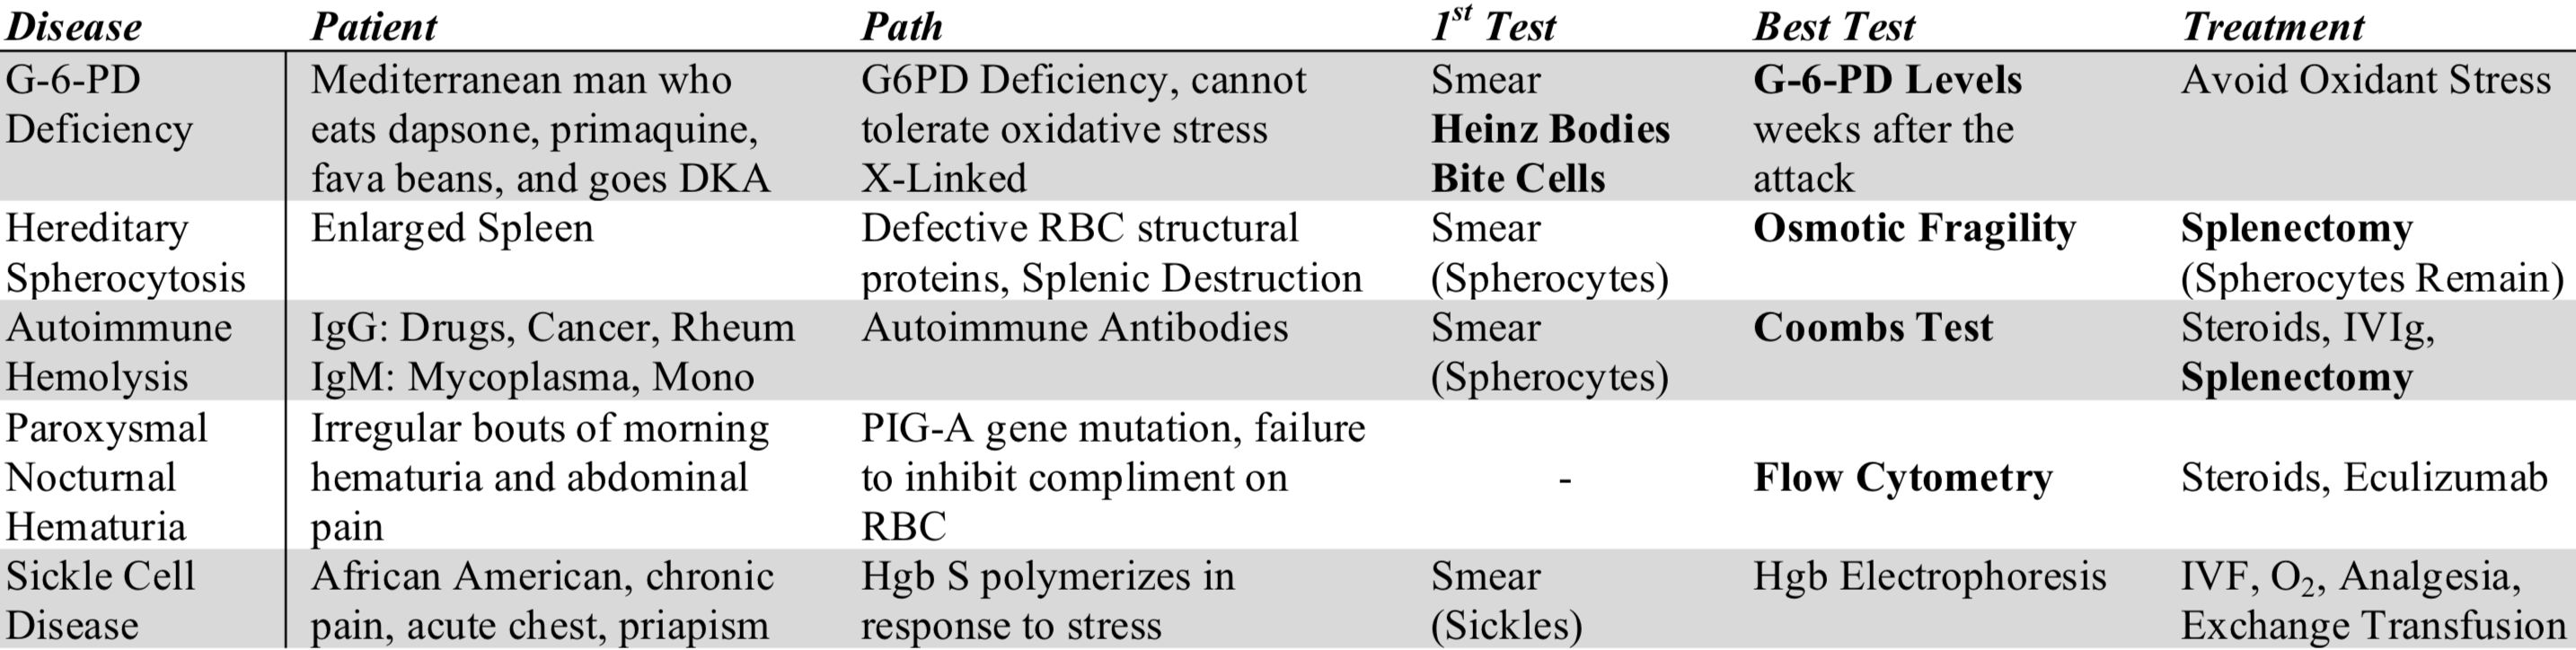 Disease Patient Path 1st Test Best Test Treatment
G-6-PD Mediterranean man who G6PD Deficiency, cannot Smear G-6-PD Levels Avoid Oxidant Stress
Deficiency eats dapsone, primaquine, tolerate oxidative stress Heinz Bodies weeks after the
fava beans, and goes DKA X-Linked Bite Cells attack
Hereditary Enlarged Spleen Defective RBC structural Smear Osmotic Fragility Splenectomy
Spherocytosis proteins, Splenic Destruction (Spherocytes) (Spherocytes Remain)
Autoimmune IgG: Drugs, Cancer, Rheum Autoimmune Antibodies Smear Coombs Test Steroids, IVIg,
Hemolysis IgM: Mycoplasma, Mono (Spherocytes) Splenectomy
Paroxysmal Irregular bouts of morning PIG-A gene mutation, failure
Nocturnal hematuria and abdominal to inhibit compliment on - Flow Cytometry Steroids, Eculizumab
Hematuria pain RBC
Sickle Cell African American, chronic Hgb S polymerizes in Smear Hgb Electrophoresis IVF, O₂, Analgesia,
Disease pain, acute chest, priapism response to stress (Sickles) Exchange Transfusion